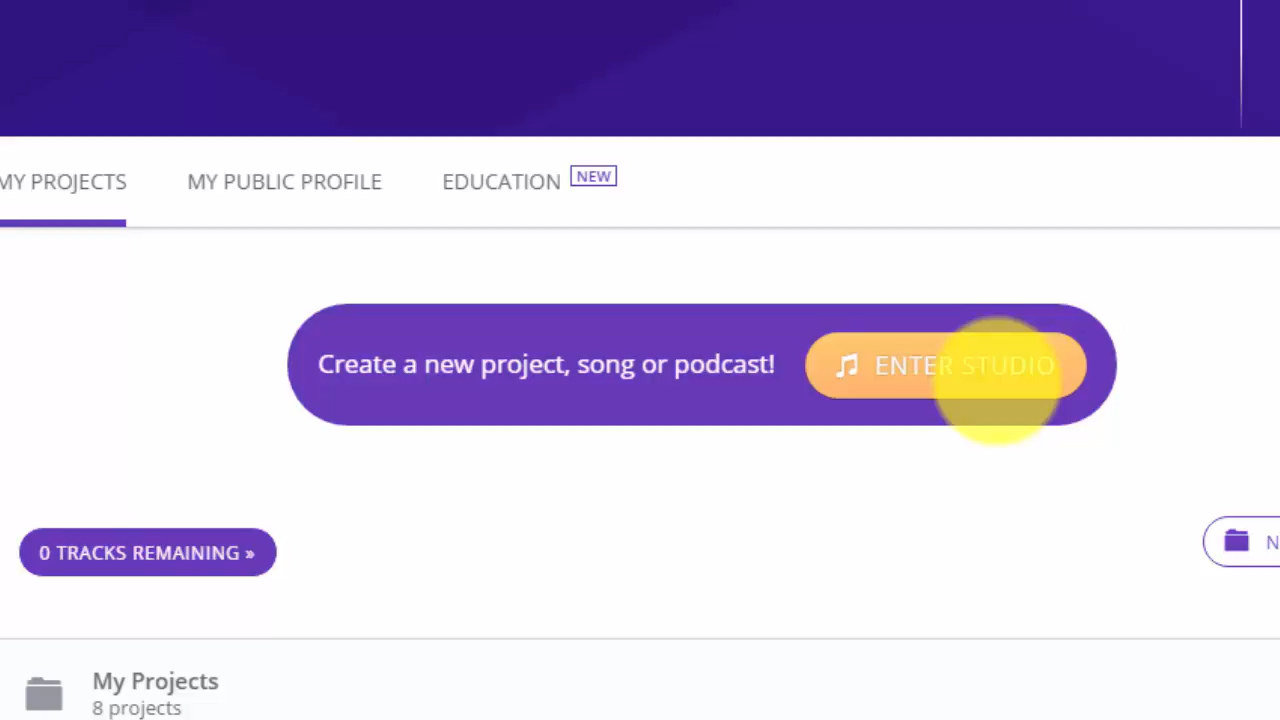 MY PROJECTS MY PUBLIC PROFILE EDUCATION NEW
Create a new project, song or podcast! ENTER STUDIO
0 TRACKS REMAINING »
My Projects
8 projects